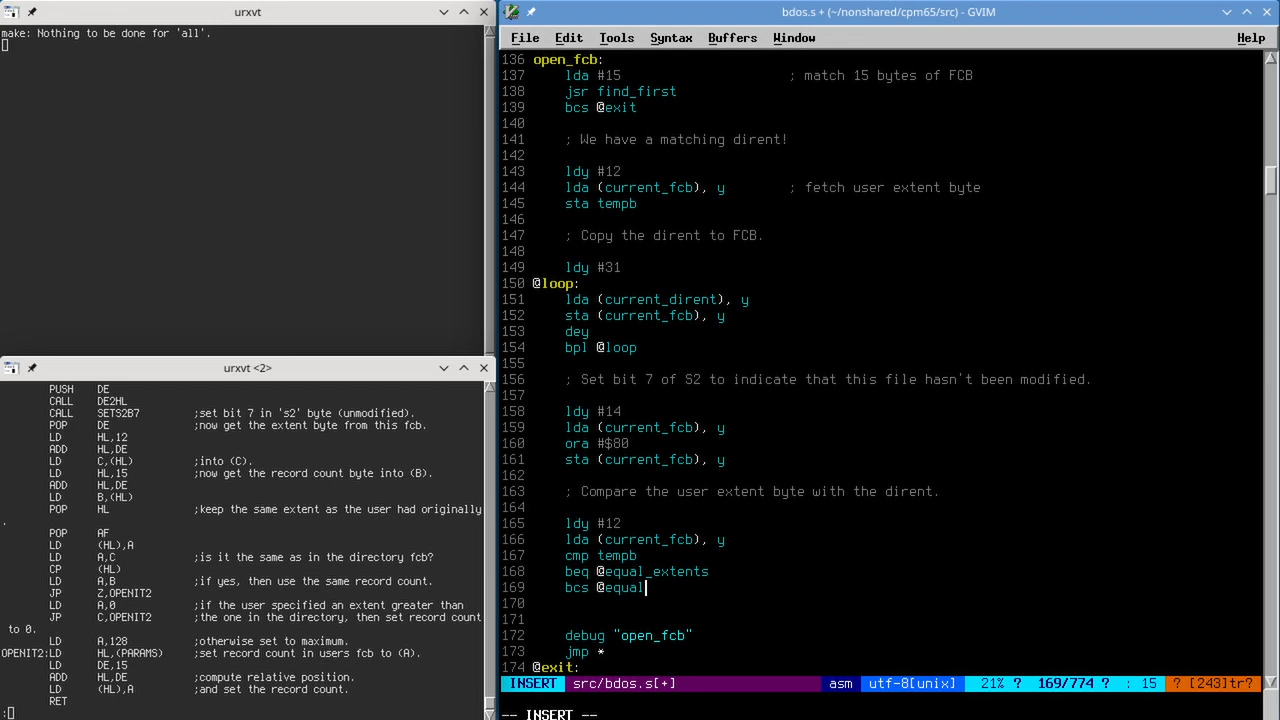 urxvt
make: Nothing to be done for 'all'.
urxvt <2>
PUSH DE
CALL DE2HL
CALL SETS2B7 ;set bit 7 in 's2' byte (unmodified).
POP DE ;now get the extent byte from this fcb.
LD HL,12
ADD HL,DE
LD C,(HL) ;into (C).
LD HL,15 ;now get the record count byte into (B).
ADD HL,DE
LD B,(HL)
POP HL ;keep the same extent as the user had originally
.
POP AF
LD (HL),A
LD A,C ;is it the same as in the directory fcb?
CP (HL)
LD A,B ;if yes, then use the same record count.
JP Z,OPENIT2
LD A,0 ;if the user specified an extent greater than
JP C,OPENIT2 ;the one in the directory, then set record count
to 0.
LD A,128 ;otherwise set to maximum.
OPENIT2:LD HL,(PARAMS) ;set record count in users fcb to (A).
LD DE,15
ADD HL,DE ;compute relative position.
LD (HL),A ;and set the record count.
RET
:
bdos.s + (~/nonshared/cpm65/src) - GVIM
File Edit Tools Syntax Buffers Window Help
136 open_fcb:
137 lda #15 ; match 15 bytes of FCB
138 jsr find_first
139 bcs @exit
140
141 ; We have a matching dirent!
142
143 ldy #12
144 lda (current_fcb), y ; fetch user extent byte
145 sta tempb
146
147 ; Copy the dirent to FCB.
148
149 ldy #31
150 @loop:
151 lda (current_dirent), y
152 sta (current_fcb), y
153 dey
154 bpl @loop
155
156 ; Set bit 7 of S2 to indicate that this file hasn't been modified.
157
158 ldy #14
159 lda (current_fcb), y
160 ora #$80
161 sta (current_fcb), y
162
163 ; Compare the user extent byte with the dirent.
164
165 ldy #12
166 lda (current_fcb), y
167 cmp tempb
168 beq @equal_extents
169 bcs @equal
170
171
172 debug "open_fcb"
173 jmp *
174 @exit:
INSERT src/bdos.s[+] asm utf-8[unix] 21% ? 169/774 ? : 15 ? [243]tr?
-- INSERT --